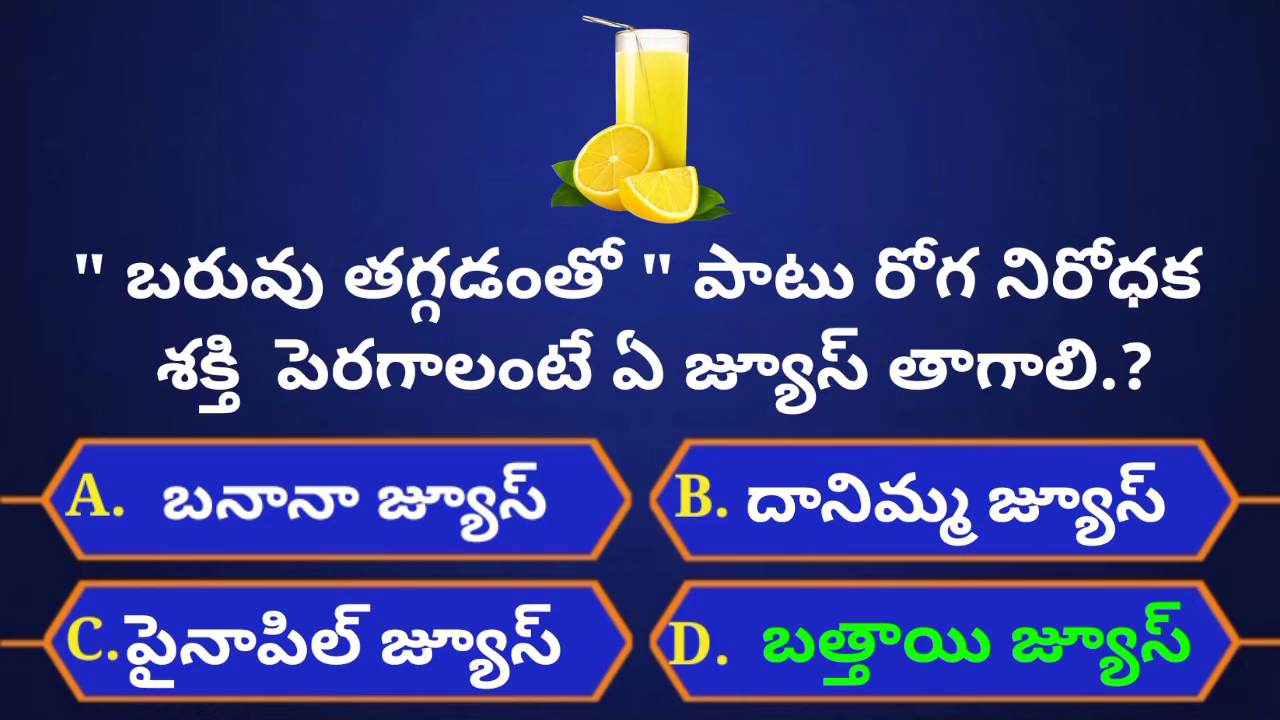 " బరువు తగ్గడంతో " పాటు రోగ నిరోధక
శక్తి పెరగాలంటే ఏ జ్యూస్ తాగాలి.?
A. బనానా జ్యూస్
B. దానిమ్మ జ్యూస్
C. పైనాపిల్ జ్యూస్
D. బత్తాయి జ్యూస్